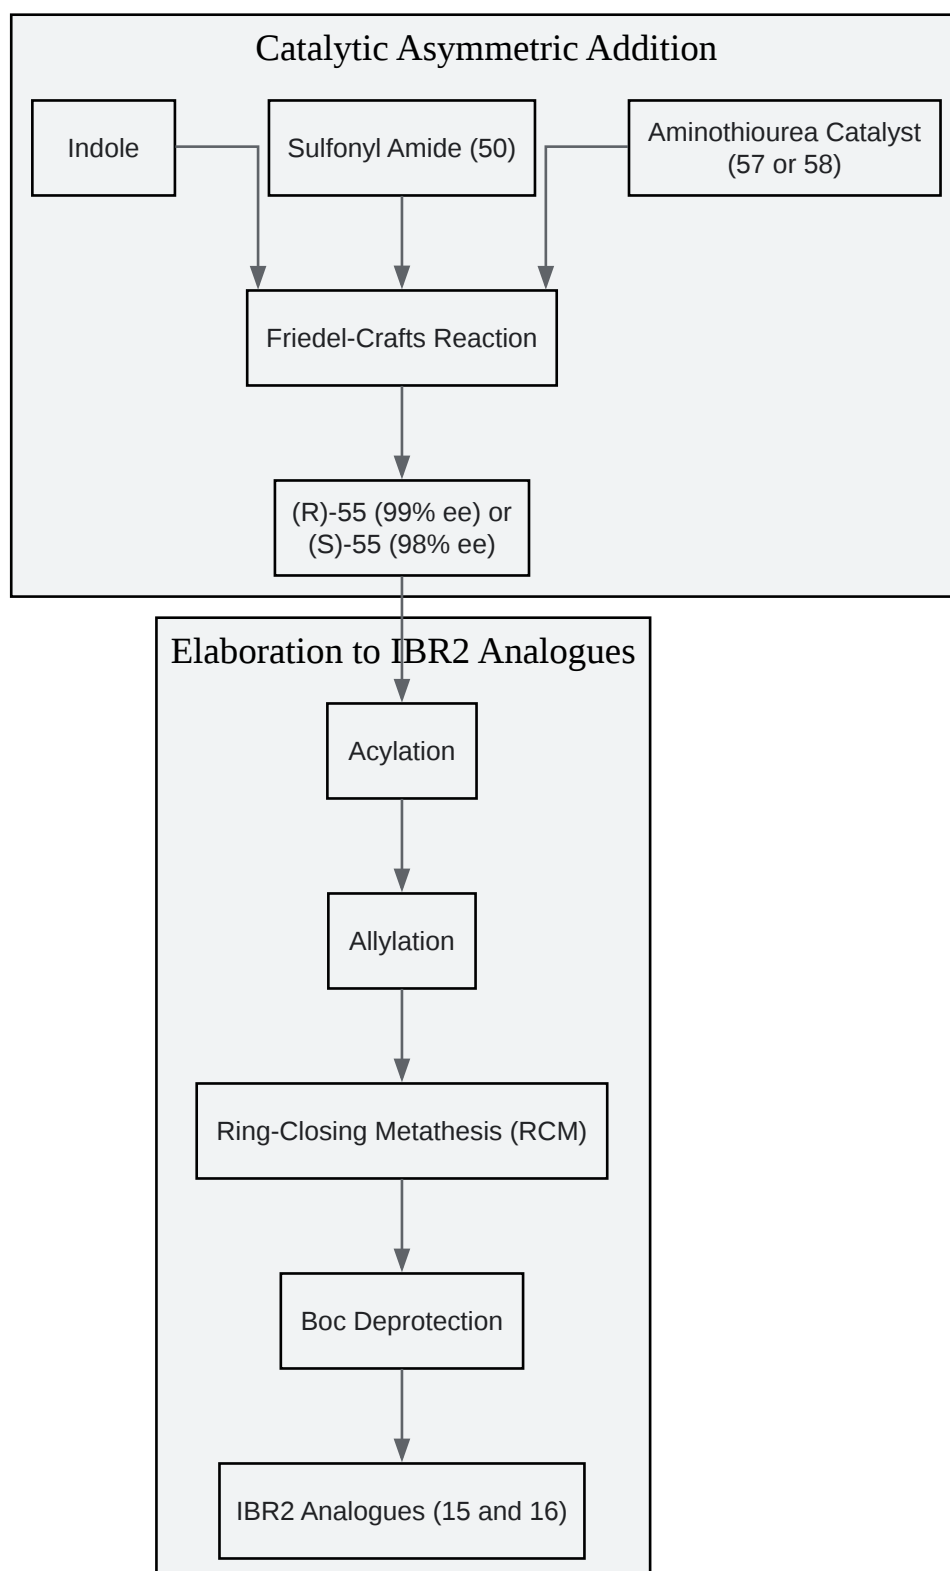 Catalytic Asymmetric Addition
Indole
Sulfonyl Amide (50)
Aminothiourea Catalyst
(57 or 58)
Friedel-Crafts Reaction
(R)-55 (99% ee) or
(S)-55 (98% ee)
Elaboration to IBR2 Analogues
Acylation
Allylation
Ring-Closing Metathesis (RCM)
Boc Deprotection
IBR2 Analogues (15 and 16)